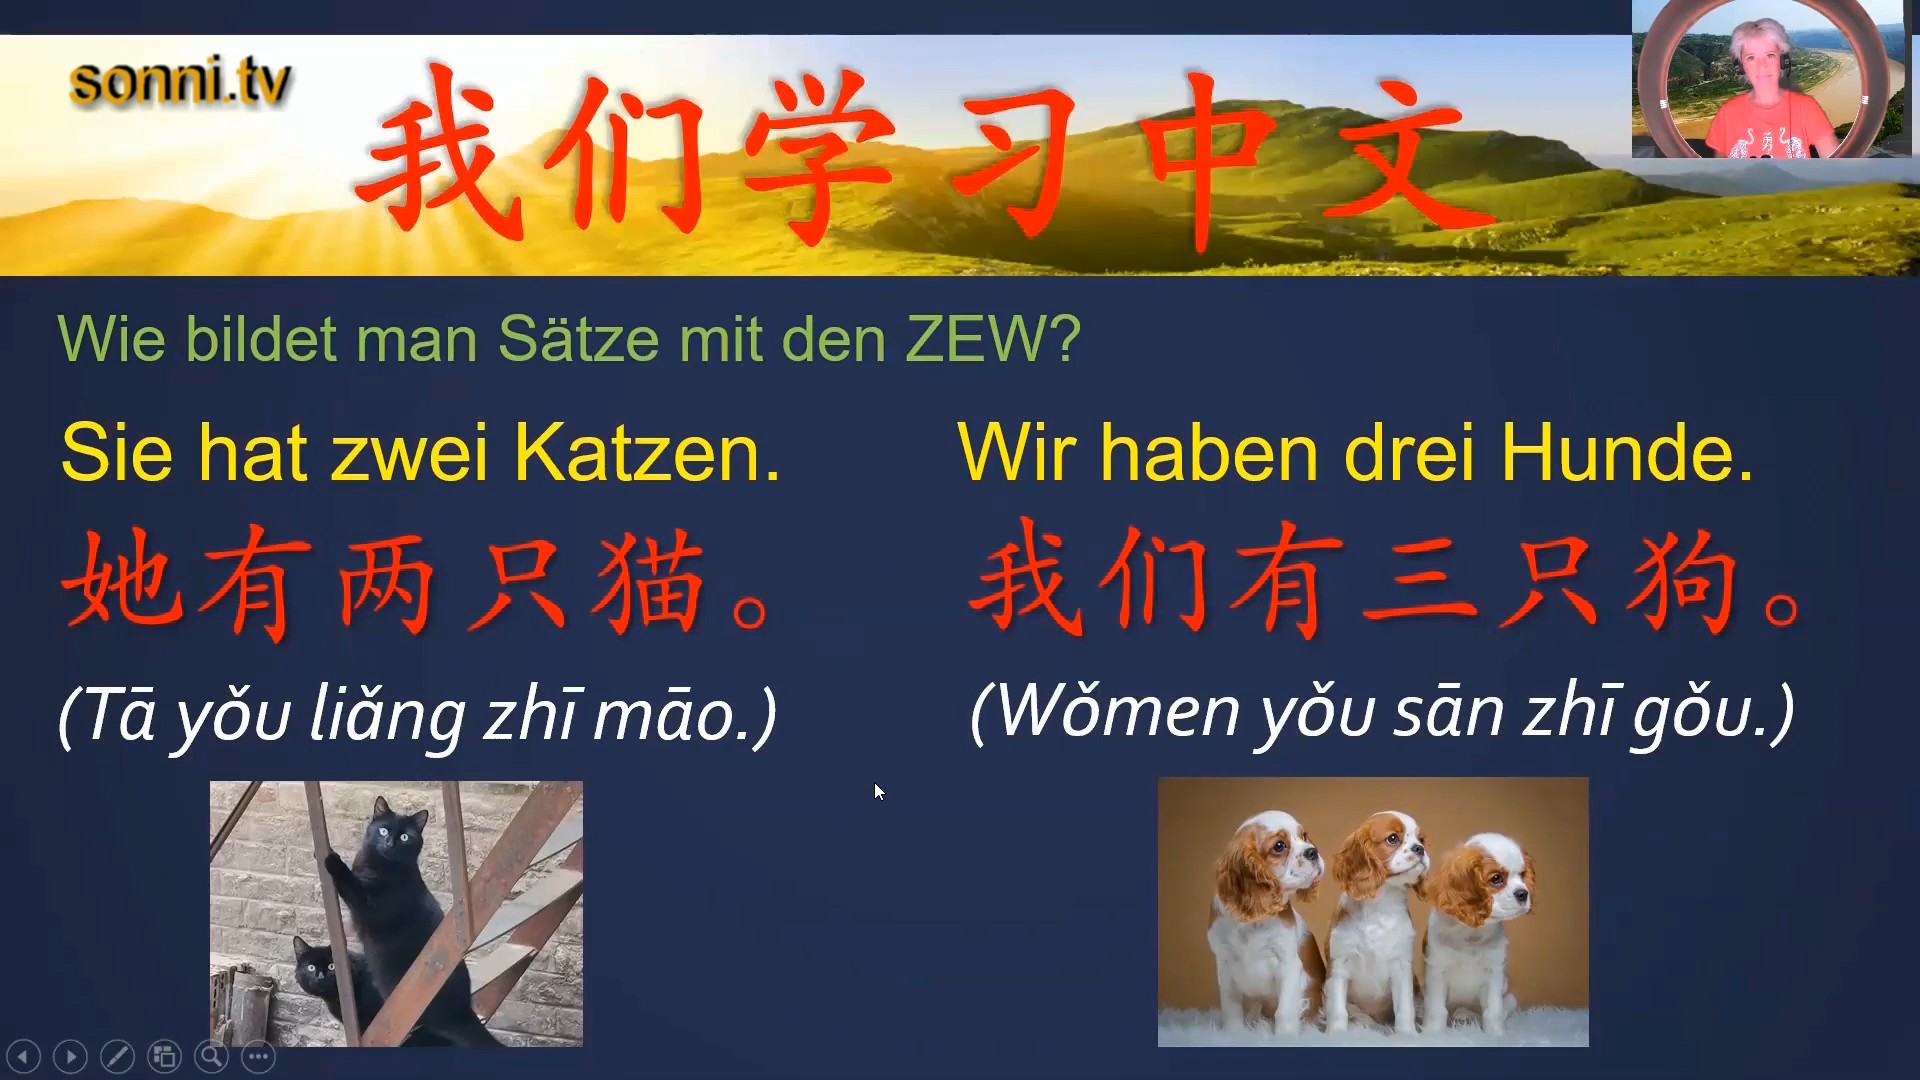 sonni.tv
我们学习中文
勇
Wie bildet man Sätze mit den ZEW?
Sie hat zwei Katzen.
她有两只猫。
(Tā yǒu liǎng zhī māo.)
Wir haben drei Hunde.
我们有三只狗。
(Wǒmen yǒu sān zhī gǒu.)